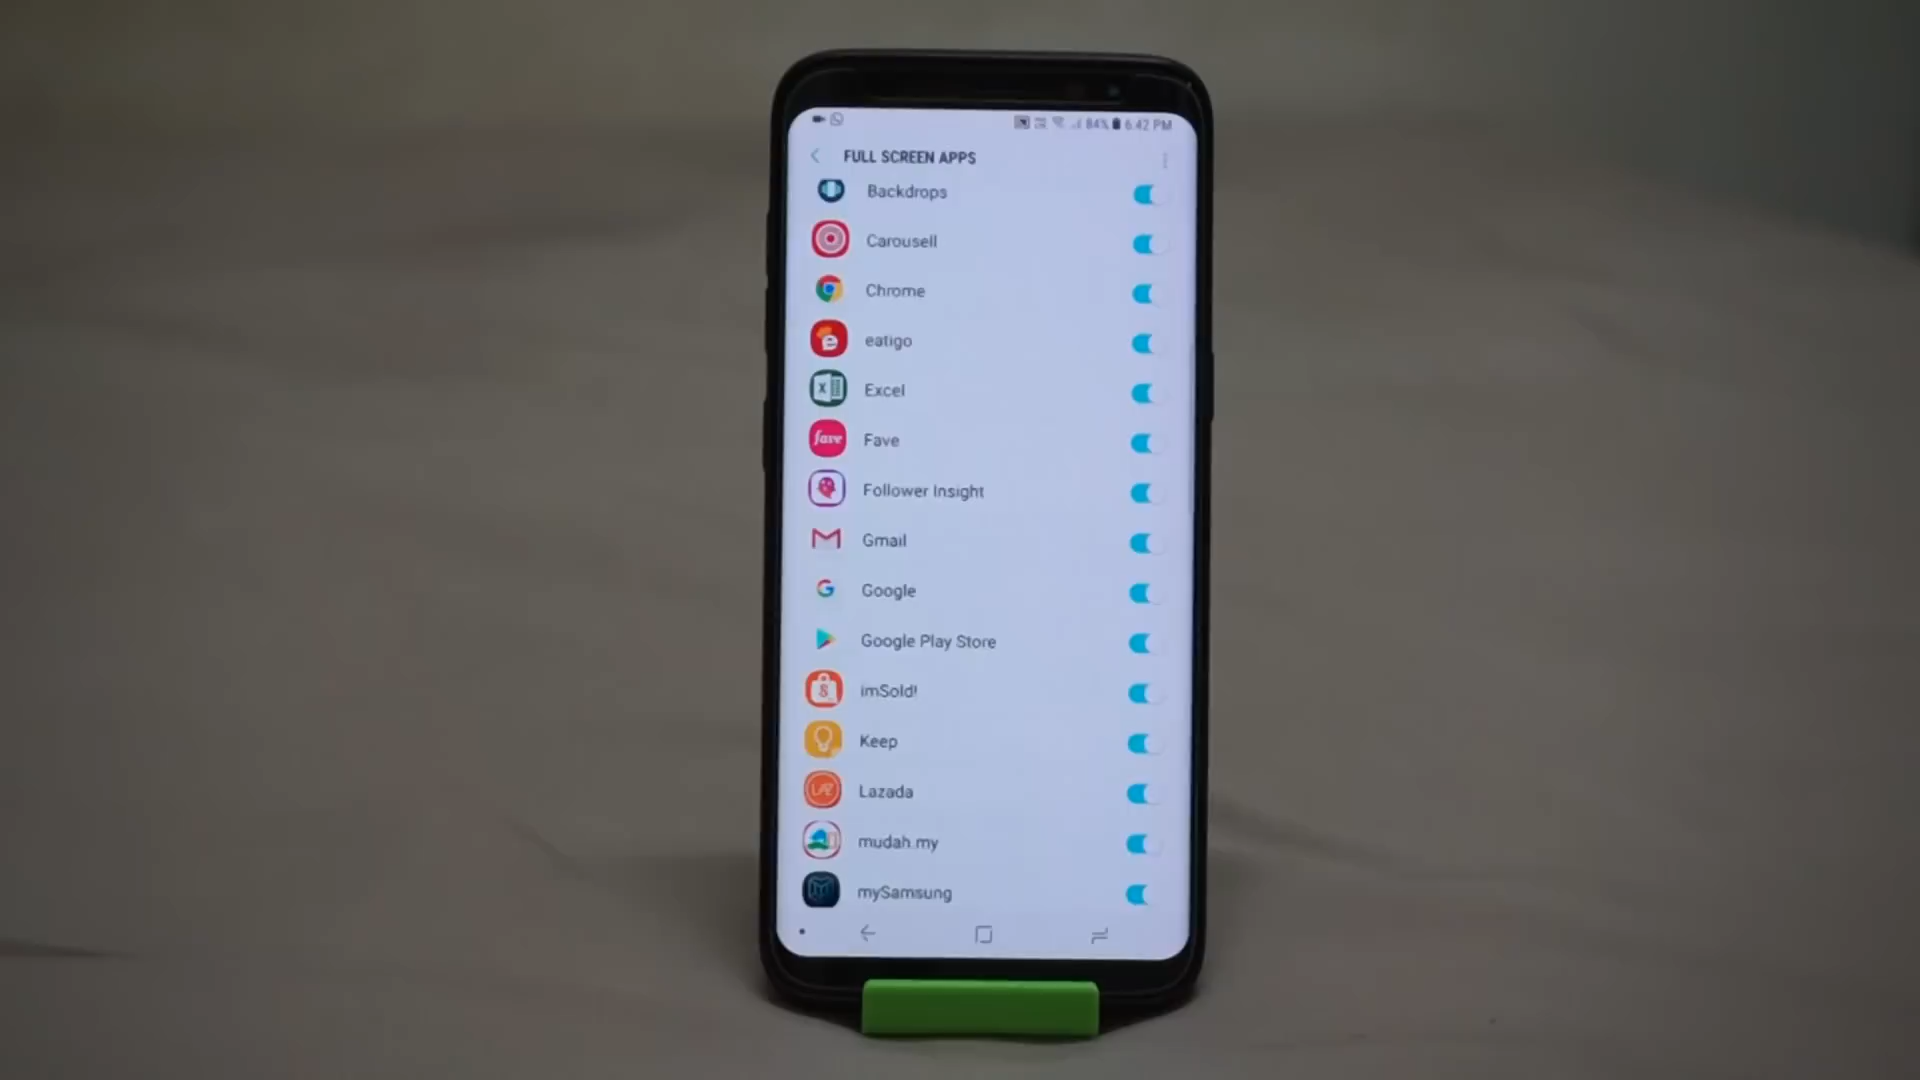 84% 6:42 PM
FULL SCREEN APPS
Backdrops
Carousell
Chrome
eatigo
Excel
fave Fave
Follower Insight
Gmail
Google
Google Play Store
imSold!
Keep
LAZ Lazada
mudah.my
mySamsung